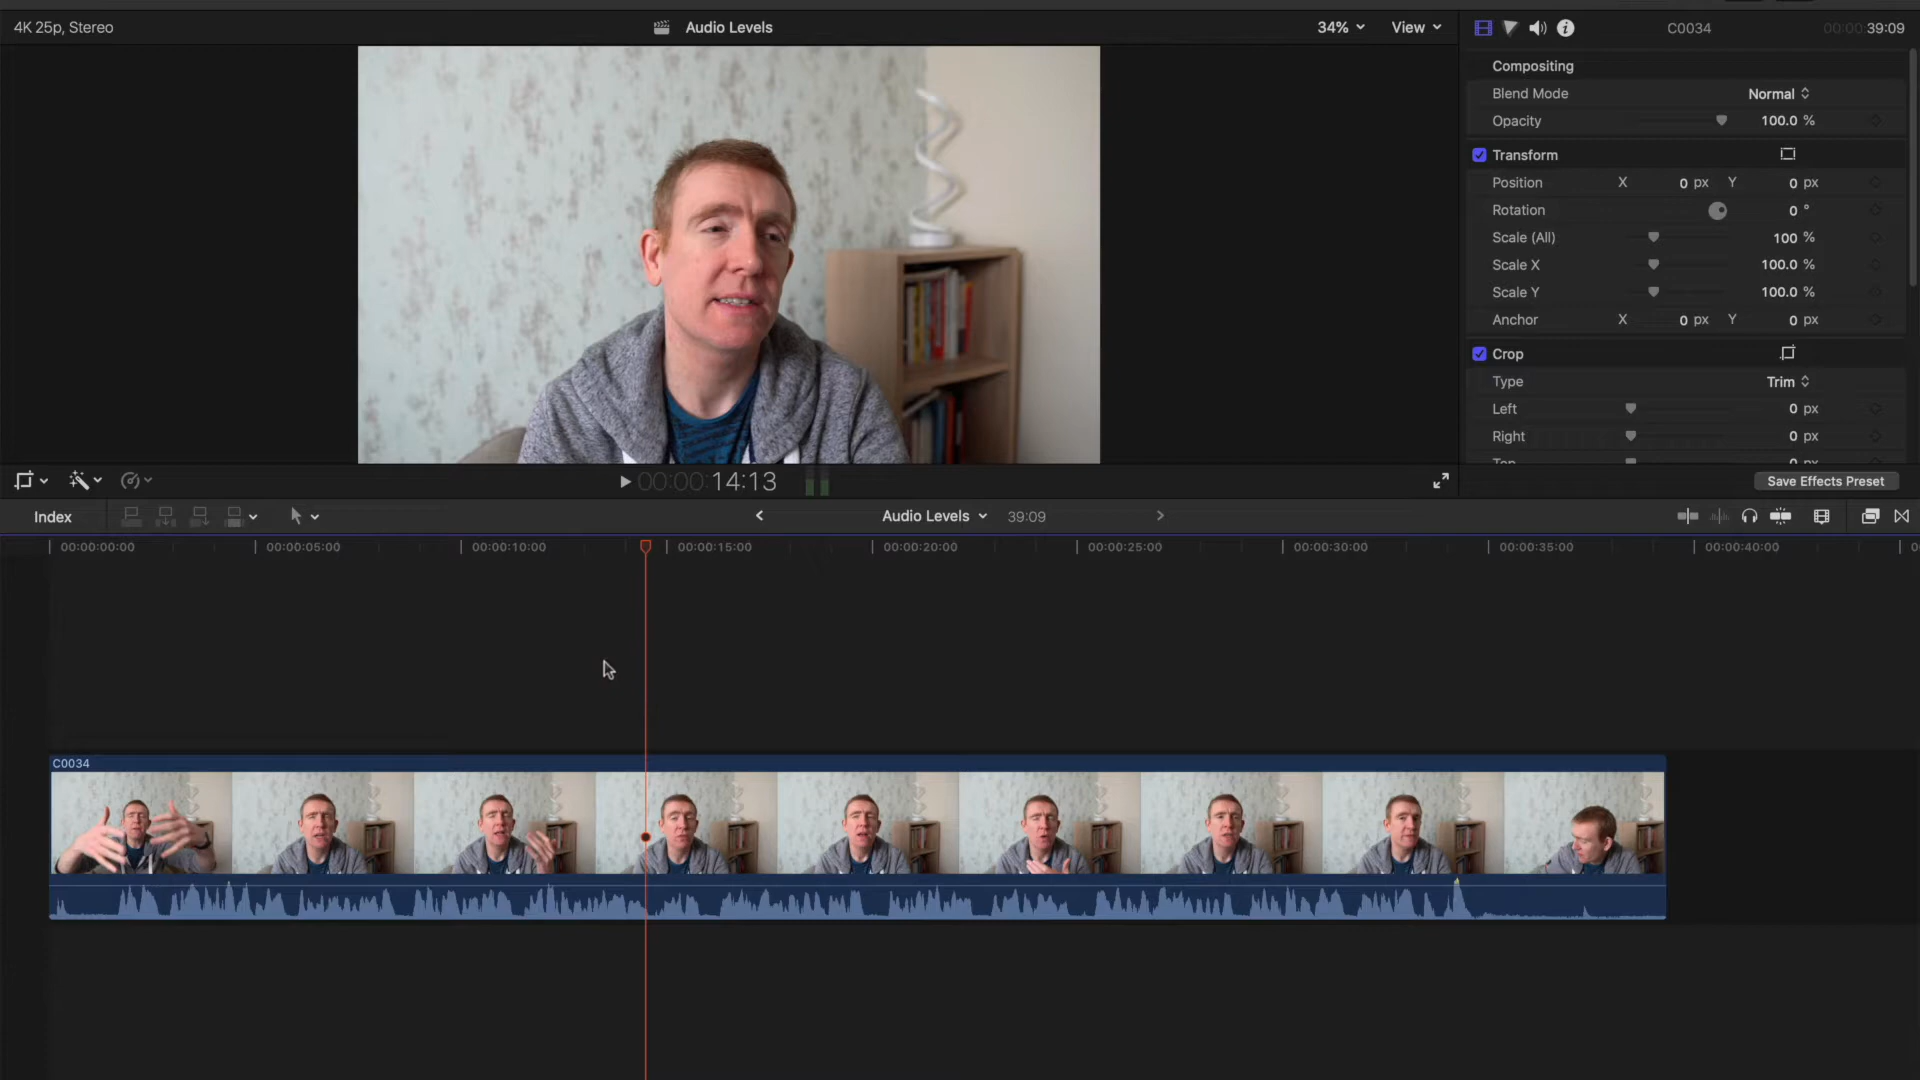 4K 25p, Stereo
Audio Levels
34%
View
C0034
00:00:39:09
Compositing
Blend Mode
Normal
Opacity
100.0 %
Transform
Position
X
0 px
Y
0 px
Rotation
0 °
Scale (All)
100 %
Scale X
100.0 %
Scale Y
100.0 %
Anchor
X
0 px
Y
0 px
Crop
Type
Trim
Left
0 px
Right
0 px
Top
0 px
00:00:14:13
Save Effects Preset
Index
Audio Levels
39:09
00:00:00:00
00:00:05:00
00:00:10:00
00:00:15:00
00:00:20:00
00:00:25:00
00:00:30:00
00:00:35:00
00:00:40:00
C0034